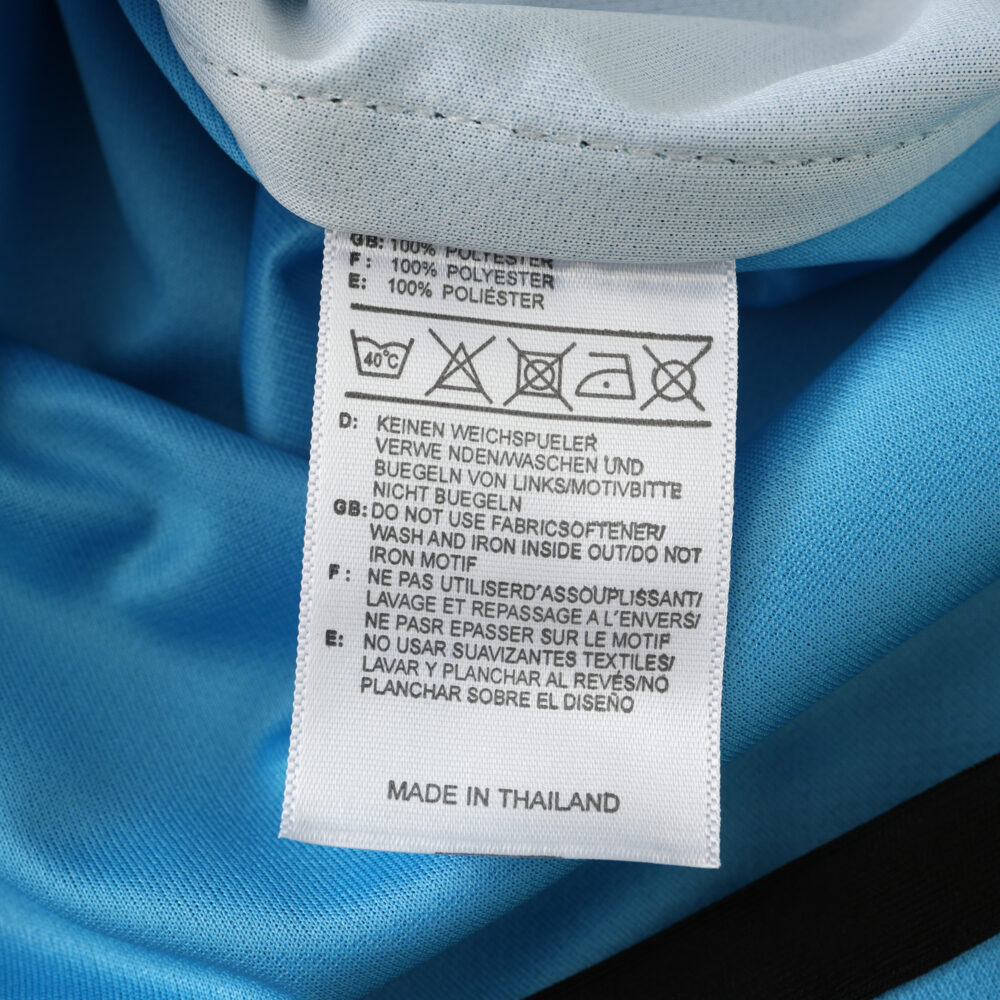 GB: 100% POLYESTER
F: 100% POLYESTER
E: 100% POLIÉSTER
40°C
D: KEINEN WEICHSPUELER
VERWE NDEN/WASCHEN UND
BUEGELN VON LINKS/MOTIVBITTE
NICHT BUEGELN
GB: DO NOT USE FABRICSOFTENER/
WASH AND IRON INSIDE OUT/DO NOT
IRON MOTIF
F: NE PAS UTILISERD'ASSOUPLISSANT/
LAVAGE ET REPASSAGE A L'ENVERS/
NE PASR EPASSER SUR LE MOTIF
E: NO USAR SUAVIZANTES TEXTILES/
LAVAR Y PLANCHAR AL REVÉS/NO
PLANCHAR SOBRE EL DISEÑO
MADE IN THAILAND